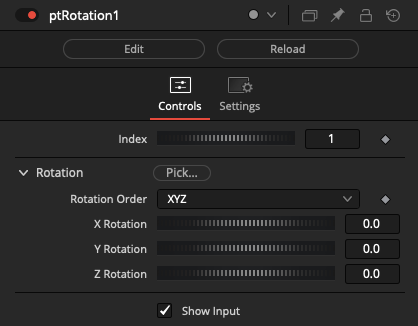 ptRotation1
Edit Reload
Controls Settings
Index 1
Rotation Pick...
Rotation Order XYZ
X Rotation 0.0
Y Rotation 0.0
Z Rotation 0.0
Show Input